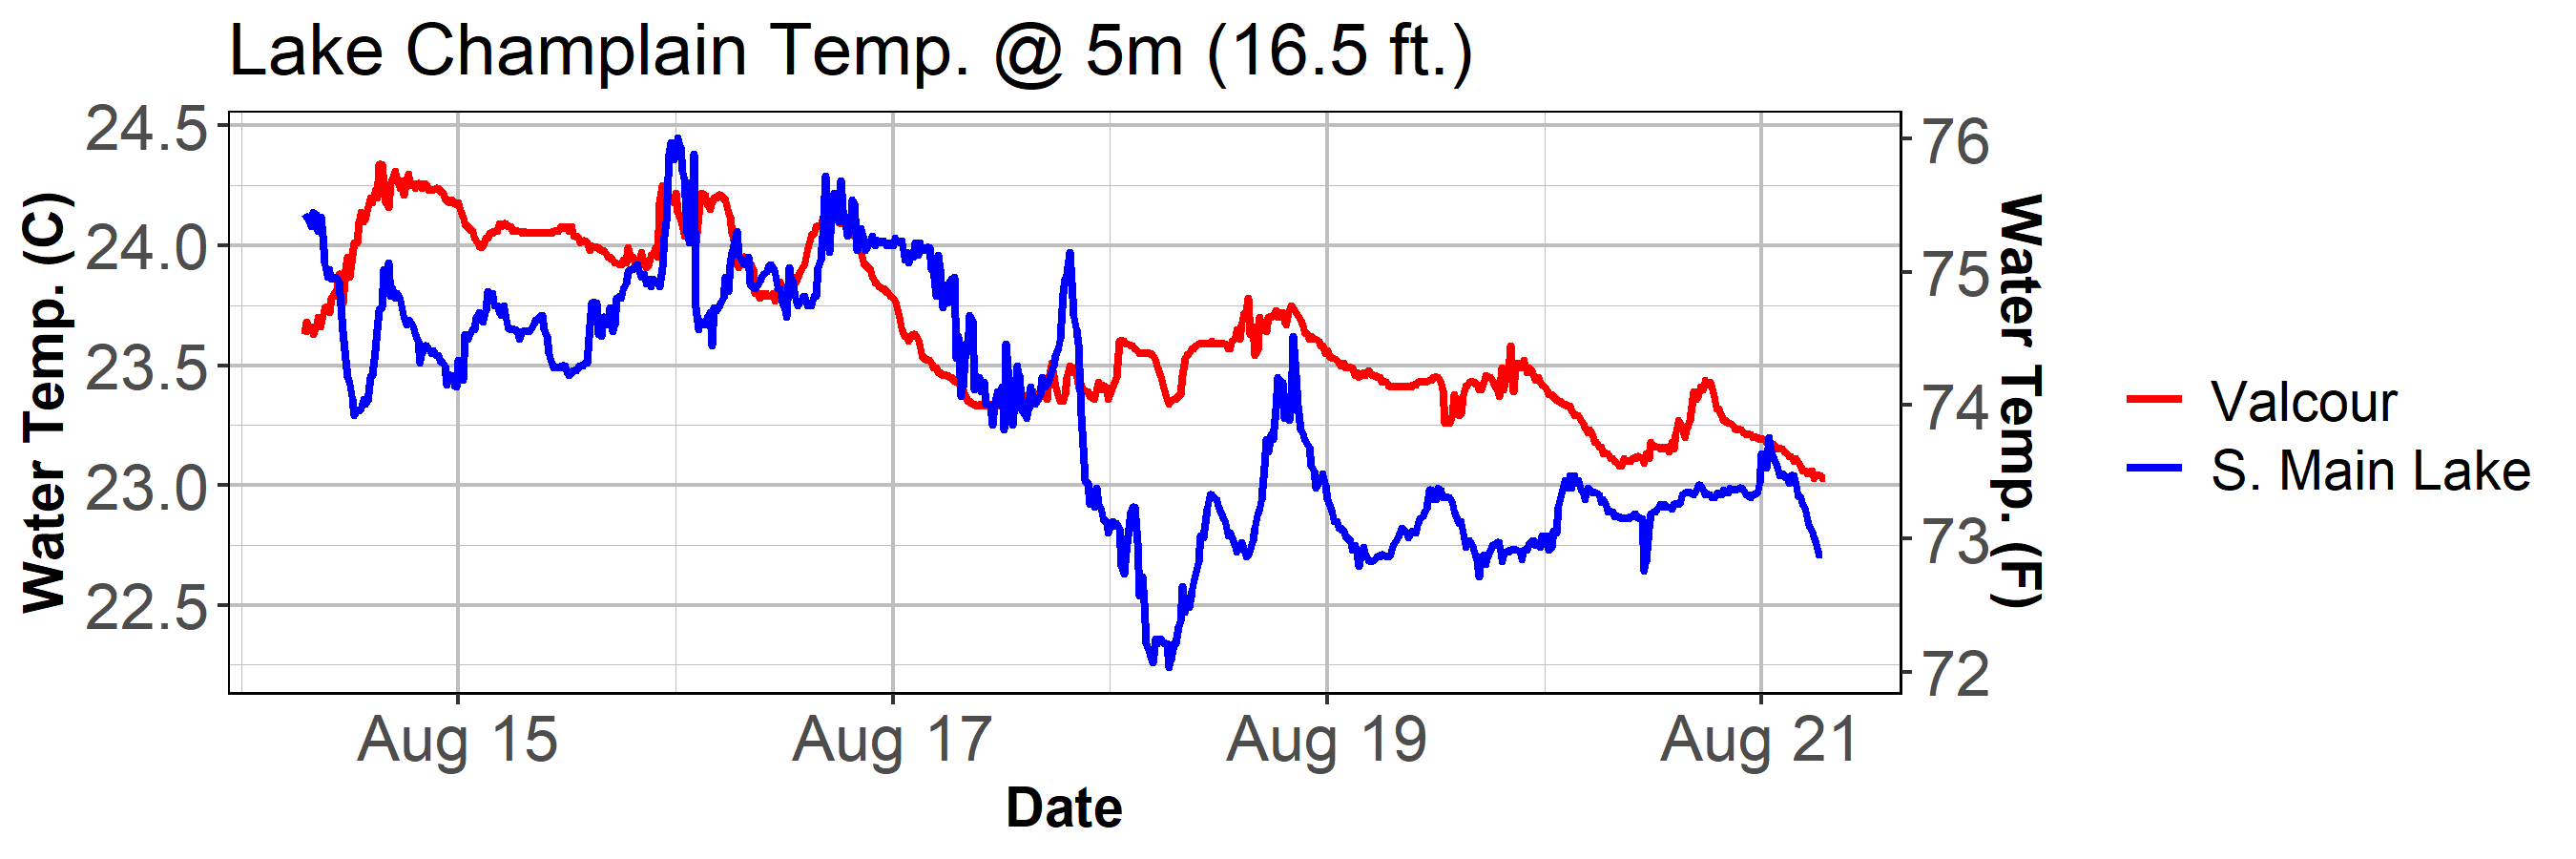 Lake Champlain Temp. @ 5m (16.5 ft.)
Water Temp. (C)
24.5
24.0
23.5
23.0
22.5
76
75
74
73
72
Water Temp. (F)
Aug 15
Aug 17
Aug 19
Aug 21
Date
Valcour
S. Main Lake